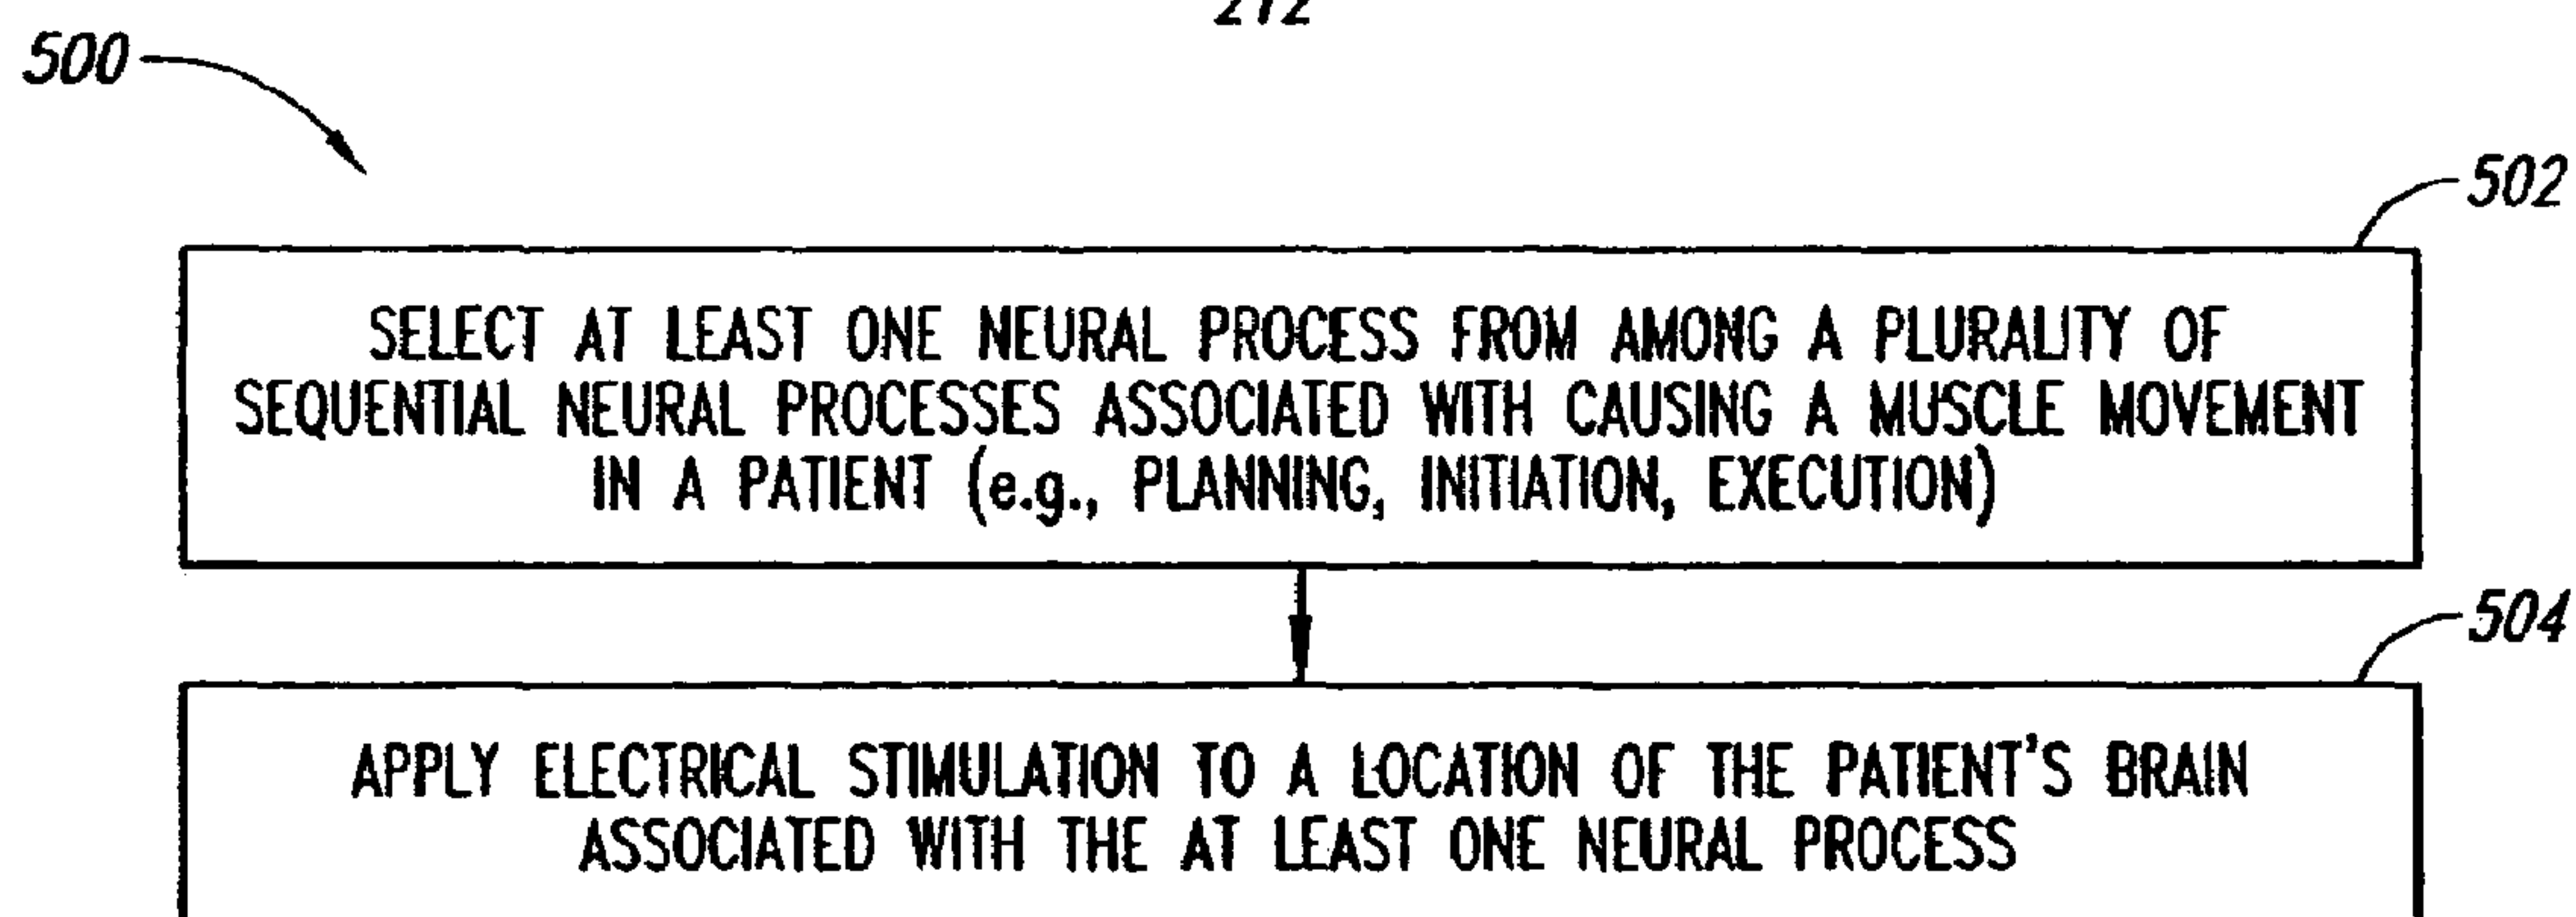 500
502
SELECT AT LEAST ONE NEURAL PROCESS FROM AMONG A PLURALITY OF
SEQUENTIAL NEURAL PROCESSES ASSOCIATED WITH CAUSING A MUSCLE MOVEMENT
IN A PATIENT (e.g., PLANNING, INITIATION, EXECUTION)
504
APPLY ELECTRICAL STIMULATION TO A LOCATION OF THE PATIENT'S BRAIN
ASSOCIATED WITH THE AT LEAST ONE NEURAL PROCESS